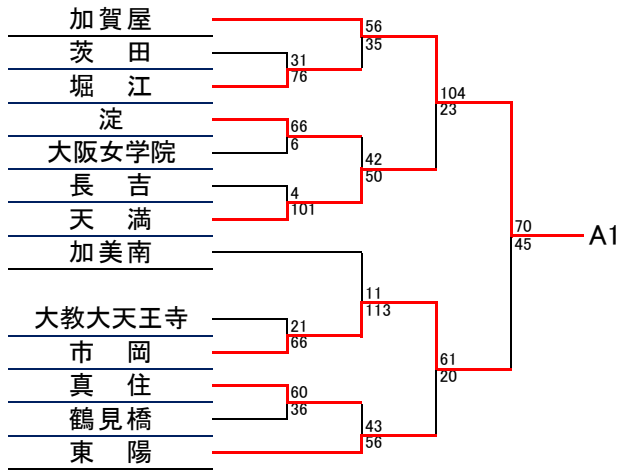 加賀屋
56
35
茨 田
31
76
堀 江
104
23
淀
66
6
大阪女学院
42
50
長 吉
4
101
天 満
70
45
A1
加美南
11
113
大教大天王寺
21
66
市 岡
61
20
真 住
60
36
鶴見橋
43
56
東 陽